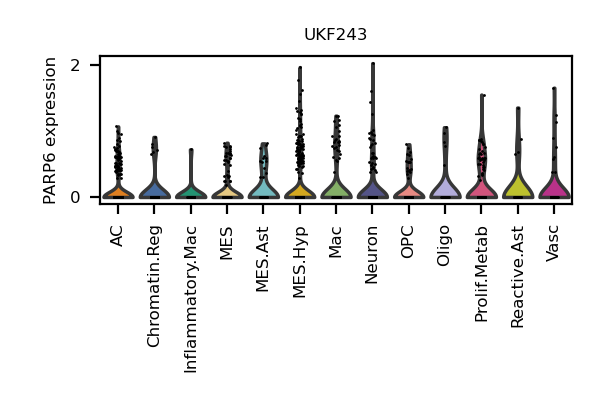 UKF243
PARP6 expression
2
0
AC
Chromatin.Reg
Inflammatory.Mac
MES
MES.Ast
MES.Hyp
Mac
Neuron
OPC
Oligo
Prolif.Metab
Reactive.Ast
Vasc